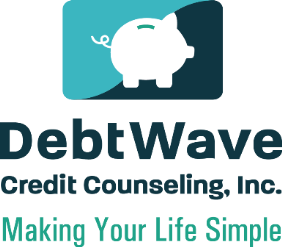 DebtWave
Credit Counseling, Inc.
Making Your Life Simple